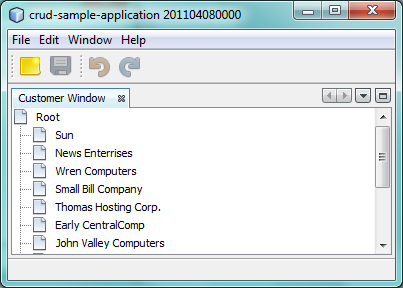 crud-sample-application 201104080000
File Edit Window Help
Customer Window
Root
Sun
News Enterrises
Wren Computers
Small Bill Company
Thomas Hosting Corp.
Early CentralComp
John Valley Computers